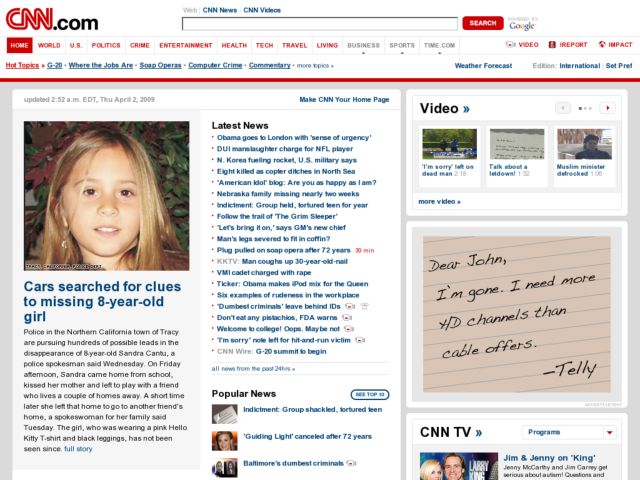 CNN.com
Web | CNN News | CNN Videos
SEARCH
POWERED BY Google
HOME WORLD U.S. POLITICS CRIME ENTERTAINMENT HEALTH TECH TRAVEL LIVING BUSINESS SPORTS TIME.COM VIDEO IREPORT IMPACT
Hot Topics » G-20 • Where the Jobs Are • Soap Operas • Computer Crime • Commentary • more topics » Weather Forecast Edition: International | Set Pref
updated 2:52 a.m. EDT, Thu April 2, 2009 Make CNN Your Home Page
TRACY, CALIFORNIA, POLICE DEPT.
Cars searched for clues
to missing 8-year-old
girl
Police in the Northern California town of Tracy
are pursuing hundreds of possible leads in the
disappearance of 8-year-old Sandra Cantu, a
police spokesman said Wednesday. On Friday
afternoon, Sandra came home from school,
kissed her mother and left to play with a friend
who lives a couple of homes away. A short time
later she left that home to go to another friend's
home, a spokeswoman for her family said
Tuesday. The girl, who was wearing a pink Hello
Kitty T-shirt and black leggings, has not been
seen since. full story
Latest News
Obama goes to London with 'sense of urgency'
DUI manslaughter charge for NFL player
N. Korea fueling rocket, U.S. military says
Eight killed as copter ditches in North Sea
'American Idol' blog: Are you as happy as I am?
Nebraska family missing nearly two weeks
Indictment: Group held, tortured teen for year
Follow the trail of 'The Grim Sleeper'
'Let's bring it on,' says GM's new chief
Man's legs severed to fit in coffin?
Plug pulled on soap opera after 72 years 36 min
KKTV: Man coughs up 30-year-old-nail
VMI cadet charged with rape
Ticker: Obama makes iPod mix for the Queen
Six examples of rudeness in the workplace
'Dumbest criminals' leave behind IDs
Don't eat any pistachios, FDA warns
Welcome to college! Oops. Maybe not
'I'm sorry' note left for hit-and-run victim
CNN Wire: G-20 summit to begin
all news from the past 24hrs »
Popular News SEE TOP 10
Indictment: Group shackled, tortured teen
'Guiding Light' canceled after 72 years
Baltimore's dumbest criminals
Video »
'I'm sorry' left on
dead man 2:18
Talk about a
letdown! 1:52
Muslim minister
defrocked 1:06
more video »
Dear John,
I'm gone. I need more
HD channels than
cable offers.
—Telly
ADVERTISEMENT
CNN TV » Programs
LARRY KING
Jim & Jenny on 'King'
Jenny McCarthy and Jim Carrey get
serious about autism! Questions and